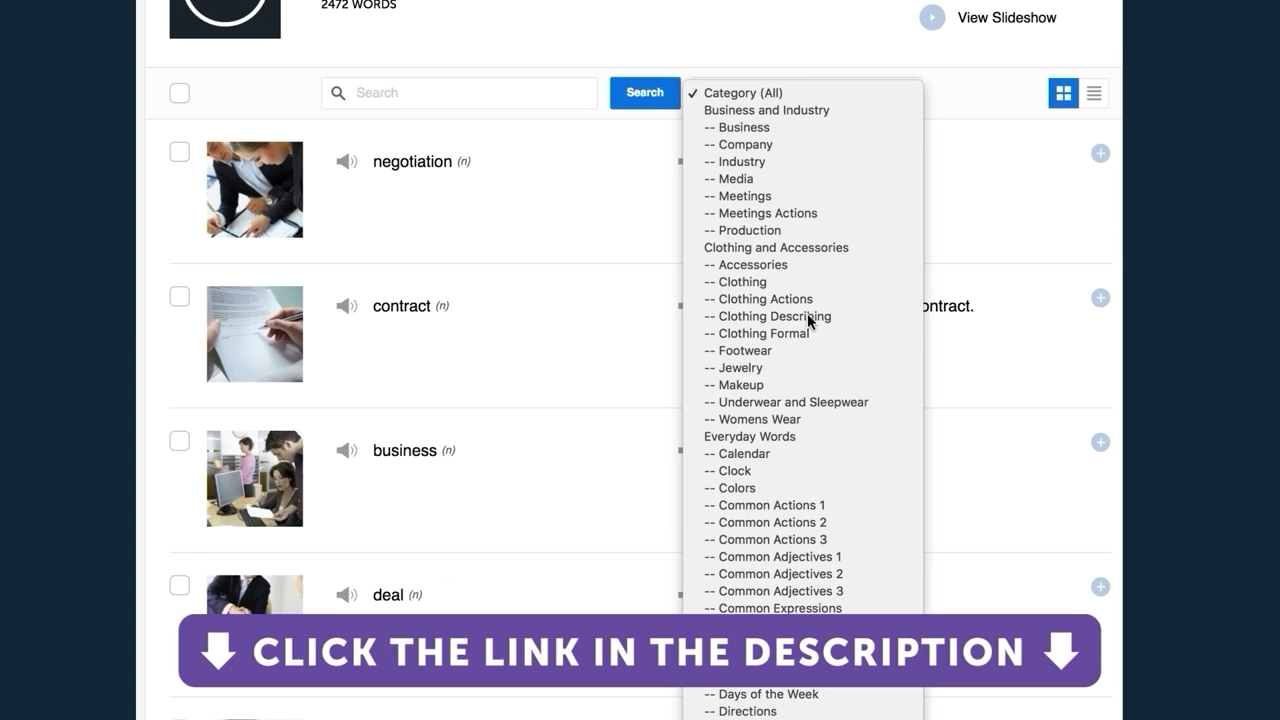 2472 WORDS
View Slideshow
Search
Search
✓ Category (All)
Business and Industry
-- Business
-- Company
-- Industry
-- Media
-- Meetings
-- Meetings Actions
-- Production
Clothing and Accessories
-- Accessories
-- Clothing
-- Clothing Actions
-- Clothing Describing
-- Clothing Formal
-- Footwear
-- Jewelry
-- Makeup
-- Underwear and Sleepwear
-- Womens Wear
Everyday Words
-- Calendar
-- Clock
-- Colors
-- Common Actions 1
-- Common Actions 2
-- Common Actions 3
-- Common Adjectives 1
-- Common Adjectives 2
-- Common Adjectives 3
-- Common Expressions
-- Days of the Week
-- Directions
negotiation (n)
contract (n)
ontract.
business (n)
deal (n)
CLICK THE LINK IN THE DESCRIPTION